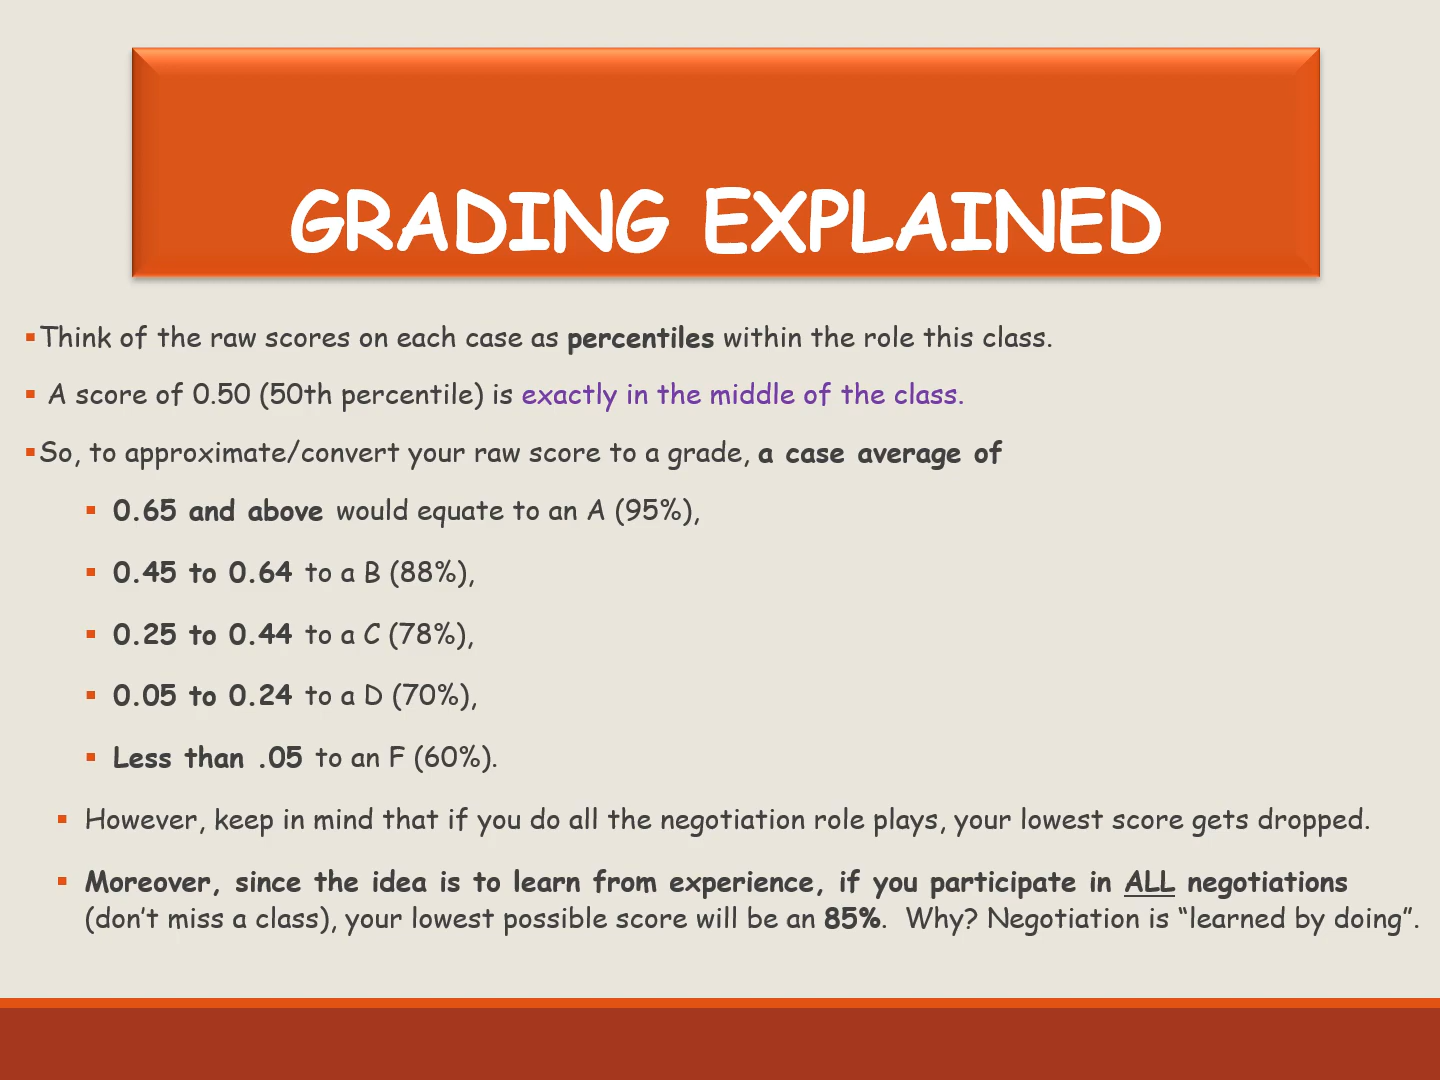 GRADING EXPLAINED
▪Think of the raw scores on each case as percentiles within the role this class.
▪ A score of 0.50 (50th percentile) is exactly in the middle of the class.
▪So, to approximate/convert your raw score to a grade, a case average of
▪ 0.65 and above would equate to an A (95%),
▪ 0.45 to 0.64 to a B (88%),
▪ 0.25 to 0.44 to a C (78%),
▪ 0.05 to 0.24 to a D (70%),
▪ Less than .05 to an F (60%).
▪ However, keep in mind that if you do all the negotiation role plays, your lowest score gets dropped.
▪ Moreover, since the idea is to learn from experience, if you participate in ALL negotiations
(don’t miss a class), your lowest possible score will be an 85%.  Why? Negotiation is “learned by doing”.